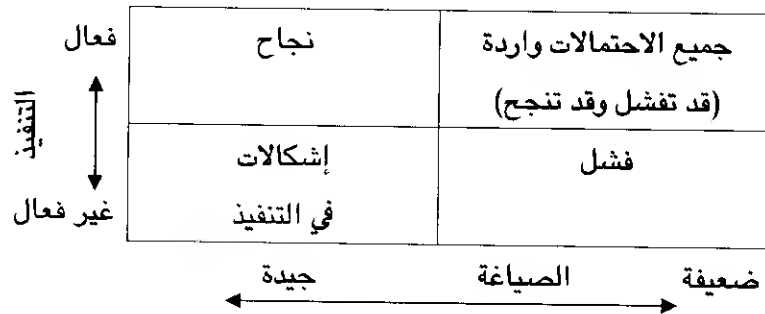 جميع الاحتمالات واردة
(قد تفشل وقد تنجح)
نجاح
فعال
التنفيذ
فشل
إشكالات
في التنفيذ
غير فعال
ضعيفة
الصياغة
جيدة